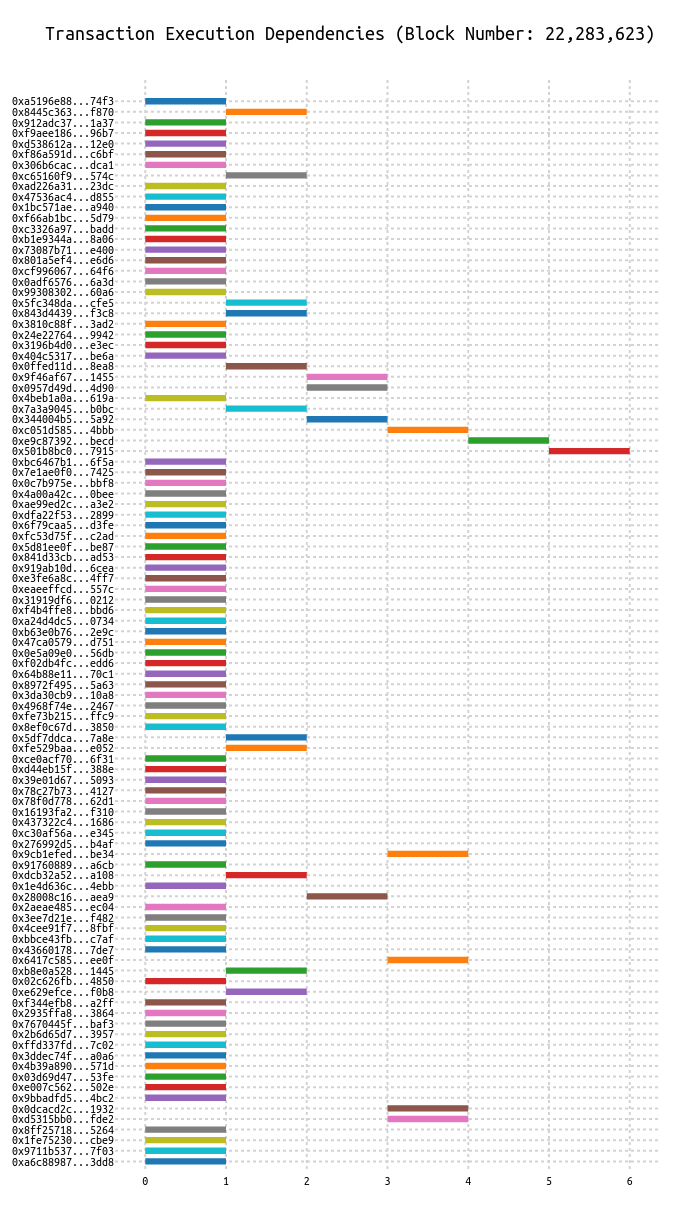 Transaction Execution Dependencies (Block Number: 22,283,623)
0xa5196e88...74f3
0x8445c363...f870
0x912adc37...1a37
0xf9aee186...96b7
0xd538612a...12e0
0xf86a591d...c6bf
0x306b6cac...dca1
0xc65160f9...574c
0xad226a31...23dc
0x47536ac4...d855
0x1bc571ae...a940
0xf66ab1bc...5d79
0xc3326a97...badd
0xb1e9344a...8a06
0x73087b71...e400
0x801a5ef4...e6d6
0xcf996067...64f6
0x0adf6576...6a3d
0x99308302...60a6
0x5fc348da...cfe5
0x843d4439...f3c8
0x3810c88f...3ad2
0x24e22764...9942
0x3196b4d0...e3ec
0x404c5317...be6a
0x0ffed11d...8ea8
0x9f46af67...1455
0x0957d49d...4d90
0x4beb1a0a...619a
0x7a3a9045...b0bc
0x344004b5...5a92
0xc051d585...4bbb
0xe9c87392...becd
0x501b8bc0...7915
0xbc6467b1...6f5a
0x7e1ae0f0...7425
0x0c7b975e...bbf8
0x4a00a42c...0bee
0xae99ed2c...a3e2
0xdfa22f53...2899
0x6f79caa5...d3fe
0xfc53d75f...c2ad
0x5d81ee0f...be87
0x841d33cb...ad53
0x919ab10d...6cea
0xe3fe6a8c...4ff7
0xeaeeffcd...557c
0x31919df6...0212
0xf4b4ffe8...bbd6
0xa24d4dc5...0734
0xb63e0b76...2e9c
0x47ca0579...d751
0x0e5a09e0...56db
0xf02db4fc...edd6
0x64b88e11...70c1
0x8972f495...5a63
0x3da30cb9...10a8
0x4968f74e...2467
0xfe73b215...ffc9
0x8ef0c67d...3850
0x5df7ddca...7a8e
0xfe529baa...e052
0xce0acf70...6f31
0xd44eb15f...388e
0x39e01d67...5093
0x78c27b73...4127
0x78f0d778...62d1
0x16193fa2...f310
0x437322c4...1686
0xc30af56a...e345
0x276992d5...b4af
0x9cb1efed...be34
0x91760889...a6cb
0xdcb32a52...a108
0x1e4d636c...4ebb
0x28008c16...aea9
0x2aeae485...ec04
0x3ee7d21e...f482
0x4cee91f7...8fbf
0xbbce43fb...c7af
0x43660178...7de7
0x6417c585...ee0f
0xb8e0a528...1445
0x02c626fb...4850
0xe629efce...f0b8
0xf344efb8...a2ff
0x2935ffa8...3864
0x7670445f...baf3
0x2b6d65d7...3957
0xffd337fd...7c02
0x3ddec74f...a0a6
0x4b39a890...571d
0x03d69d47...53fe
0xe007c562...502e
0x9bbadfd5...4bc2
0x0dcacd2c...1932
0xd5315bb0...fde2
0x8ff25718...5264
0x1fe75230...cbe9
0x9711b537...7f03
0xa6c88987...3dd8
0 1 2 3 4 5 6